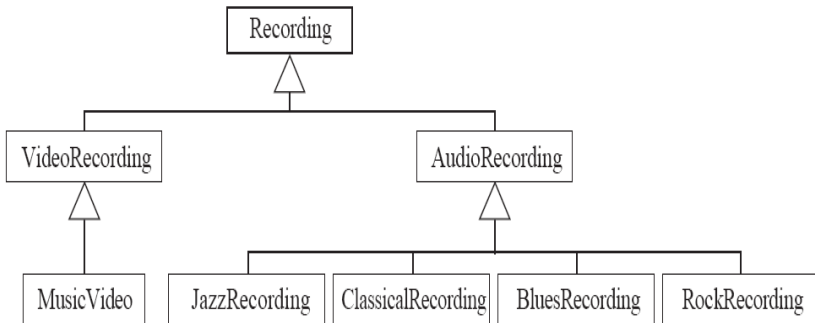 Recording
VideoRecording
AudioRecording
MusicVideo
JazzRecording
ClassicalRecording
BluesRecording
RockRecording